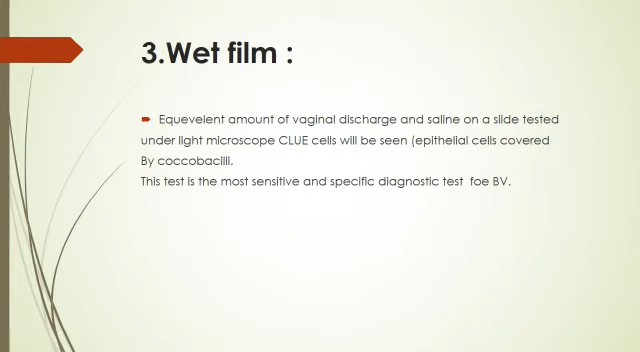 3.Wet film :
Equevelent amount of vaginal discharge and saline on a slide tested
under light microscope CLUE cells will be seen (epithelial cells covered
By coccobacilli.
This test is the most sensitive and specific diagnostic test foe BV.